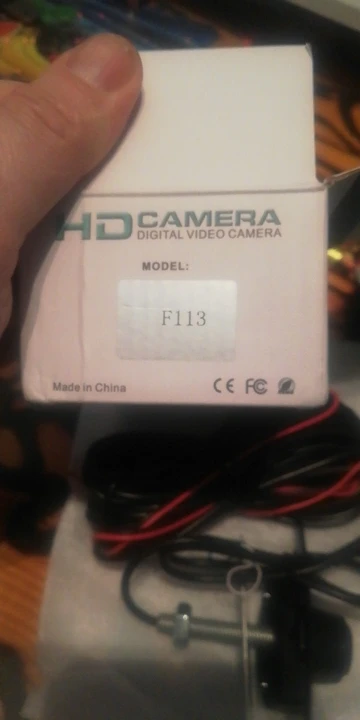 HD CAMERA
DIGITAL VIDEO CAMERA
MODEL:
F113
Made in China
CE FC